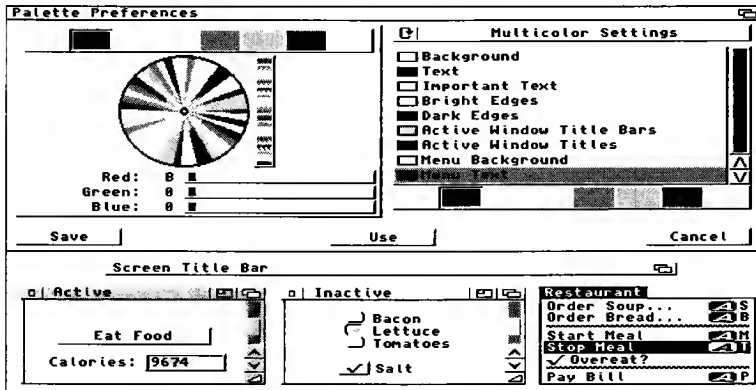 Palette Preferences
Multicolor Settings
Background
Text
Important Text
Bright Edges
Dark Edges
Active Window Title Bars
Active Window Titles
Menu Background
Menu Text
Red: 0
Green: 0
Blue: 0
Save
Use
Cancel
Screen Title Bar
Active
Eat Food
Calories: 9674
Inactive
Bacon
Lettuce
Tomatoes
Salt
Restaurant
Order Soup... A S
Order Bread... A B
Start Meal A M
Stop Meal A T
Overeat?
Pay Bill A P